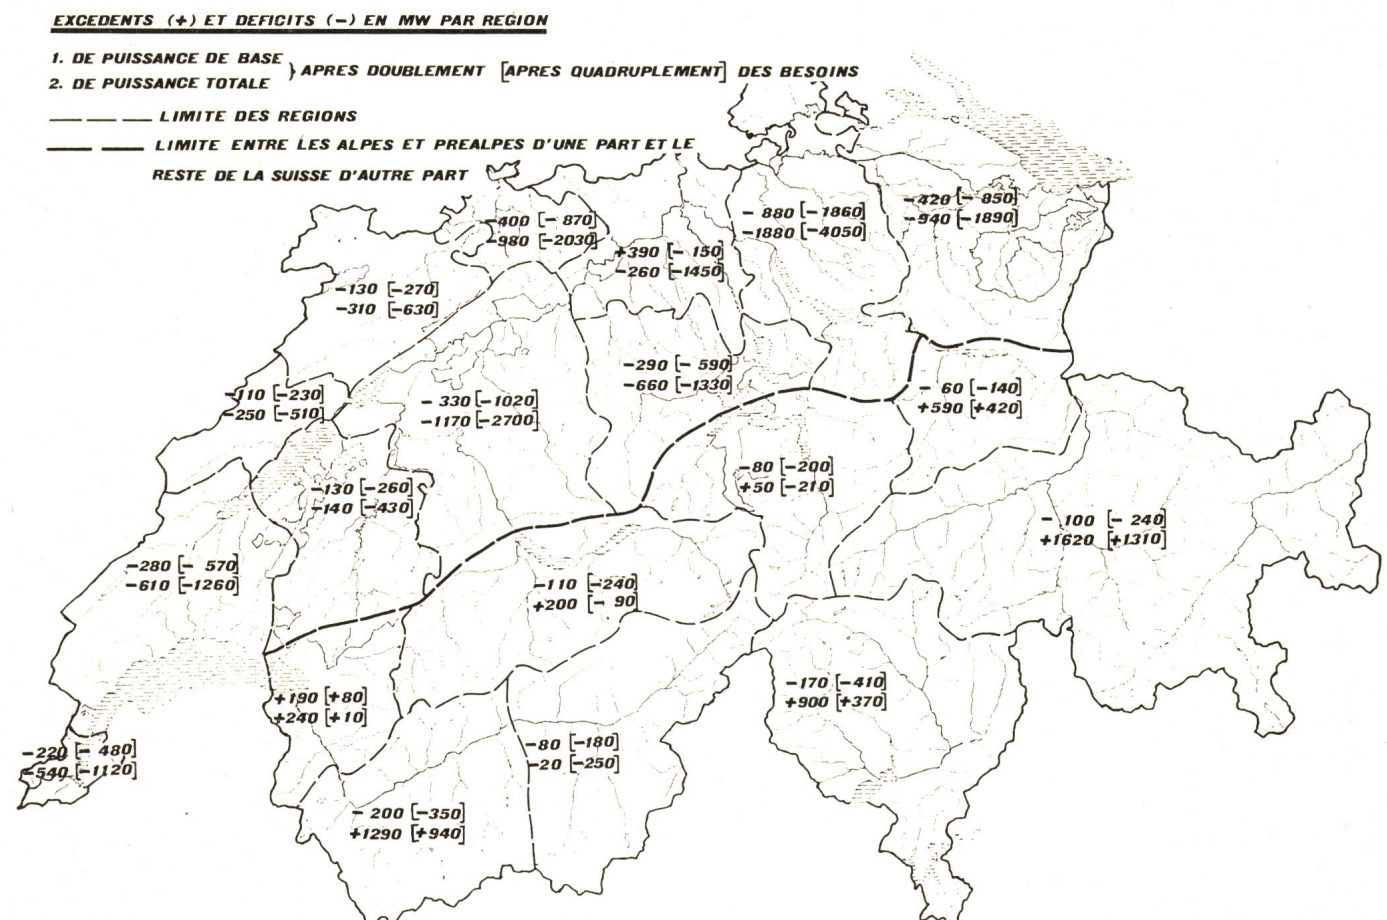 EXCEDENTS (+) ET DEFICITS (-) EN MW PAR REGION
1. DE PUISSANCE DE BASE
2. DE PUISSANCE TOTALE
} APRES DOUBLEMENT [APRES QUADRUPLEMENT] DES BESOINS
LIMITE DES REGIONS
LIMITE ENTRE LES ALPES ET PREALPES D'UNE PART ET LE
RESTE DE LA SUISSE D'AUTRE PART
-420 [- 850]
-940 [-1890]
- 880 [-1860]
-1880 [-4050]
-400 [- 870]
-980 [-2030]
+390 [- 150]
-260 [-1450]
-130 [-270]
-310 [-630]
-290 [- 590]
-660 [-1330]
- 60 [-140]
+590 [+420]
-110 [-230]
-250 [-510]
- 330 [-1020]
-1170 [-2700]
-80 [-200]
+50 [-210]
-130 [-260]
-140 [-430]
- 100 [- 240]
+1620 [+1310]
-280 [- 570]
-610 [-1260]
-110 [-240]
+200 [- 90]
-170 [-410]
+900 [+370]
+190 [+80]
+240 [+10]
-220 [- 480]
-540 [-1120]
-80 [-180]
-20 [-250]
- 200 [-350]
+1290 [+940]